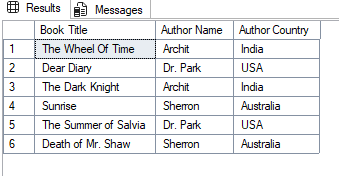 Results Messages
Book Title Author Name Author Country
1 The Wheel Of Time Archit India
2 Dear Diary Dr. Park USA
3 The Dark Knight Archit India
4 Sunrise Sherron Australia
5 The Summer of Salvia Dr. Park USA
6 Death of Mr. Shaw Sherron Australia